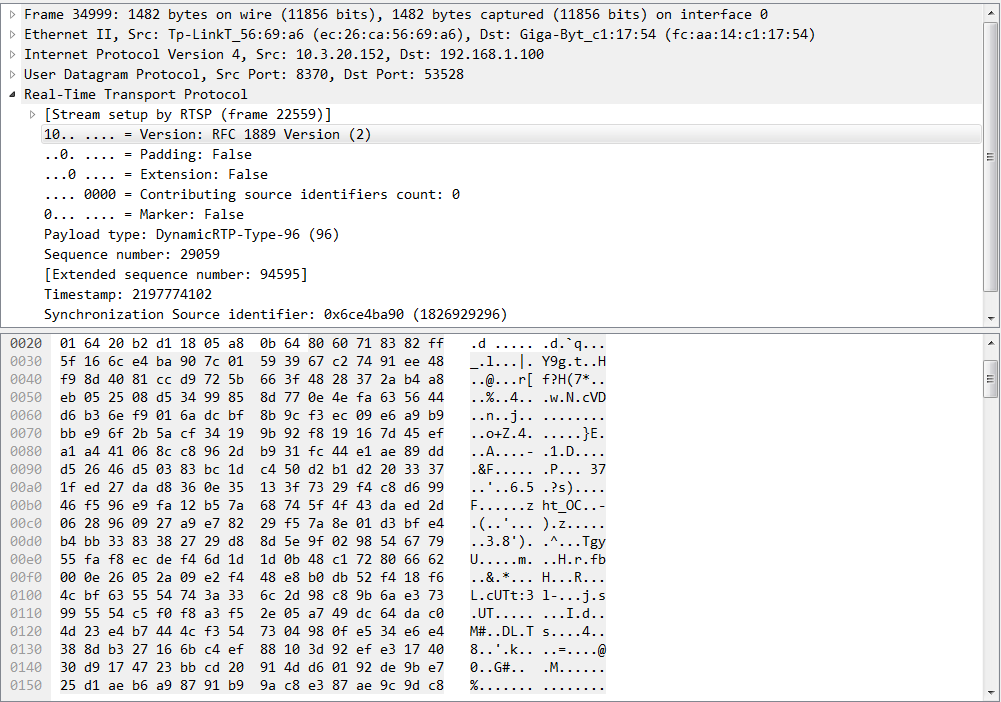 Frame 34999: 1482 bytes on wire (11856 bits), 1482 bytes captured (11856 bits) on interface 0
Ethernet II, Src: Tp-LinkT_56:69:a6 (ec:26:ca:56:69:a6), Dst: Giga-Byt_c1:17:54 (fc:aa:14:c1:17:54)
Internet Protocol Version 4, Src: 10.3.20.152, Dst: 192.168.1.100
User Datagram Protocol, Src Port: 8370, Dst Port: 53528
Real-Time Transport Protocol
[Stream setup by RTSP (frame 22559)]
10.. .... = Version: RFC 1889 Version (2)
..0. .... = Padding: False
...0 .... = Extension: False
.... 0000 = Contributing source identifiers count: 0
0... .... = Marker: False
Payload type: DynamicRTP-Type-96 (96)
Sequence number: 29059
[Extended sequence number: 94595]
Timestamp: 2197774102
Synchronization Source identifier: 0x6ce4ba90 (1826929296)
0020 01 64 20 b2 d1 18 05 a8 0b 64 80 60 71 83 82 ff .d ..... .d.`q...
0030 5f 16 6c e4 ba 90 7c 01 59 39 67 c2 74 91 ee 48 _.l...|. Y9g.t..H
0040 f9 8d 40 81 cc d9 72 5b 66 3f 48 28 37 2a b4 a8 ..@...r[ f?H(7*..
0050 eb 05 25 08 d5 34 99 85 8d 77 0e 4e fa 63 56 44 ..%..4.. .w.N.cVD
0060 d6 b3 6e f9 01 6a dc bf 8b 9c f3 ec 09 e6 a9 b9 ..n..j.. ........
0070 bb e9 6f 2b 5a cf 34 19 9b 92 f8 19 16 7d 45 ef ..o+Z.4. .....}E.
0080 a1 a4 41 06 8c c8 96 2d b9 31 fc 44 e1 ae 89 dd ..A....- .1.D....
0090 d5 26 46 d5 03 83 bc 1d c4 50 d2 b1 d2 20 33 37 .&F..... .P... 37
00a0 1f ed 27 da d8 36 0e 35 13 3f 73 29 f4 c8 d6 99 ..'..6.5 .?s)....
00b0 46 f5 96 e9 fa 12 b5 7a 68 74 5f 4f 43 da ed 2d F......z ht_OC..-
00c0 06 28 96 09 27 a9 e7 82 29 f5 7a 8e 01 d3 bf e4 .(..'... ).z.....
00d0 b4 bb 33 83 38 27 29 d8 8d 5e 9f 02 98 54 67 79 ..3.8'). .^...Tgy
00e0 55 fa f8 ec de f4 6d 1d 1d 0b 48 c1 72 80 66 62 U.....m. ..H.r.fb
00f0 00 0e 26 05 2a 09 e2 f4 48 e8 b0 db 52 f4 18 f6 ..&.*... H...R...
0100 4c bf 63 55 54 74 3a 33 6c 2d 98 c8 9b 6a e3 73 L.cUTt:3 l-...j.s
0110 99 55 54 c5 f0 f8 a3 f5 2e 05 a7 49 dc 64 da c0 .UT..... ...I.d..
0120 4d 23 e4 b7 44 4c f3 54 73 04 98 0f e5 34 e6 e4 M#..DL.T s....4..
0130 38 8d b3 27 16 6b c4 ef 88 10 3d 92 ef e3 17 40 8..'.k.. ..=....@
0140 30 d9 17 47 23 bb cd 20 91 4d d6 01 92 de 9b e7 0..G#.. .M......
0150 25 d1 ae b6 a9 87 91 b9 9a c8 e3 87 ae 9c 9d c8 %....... ........